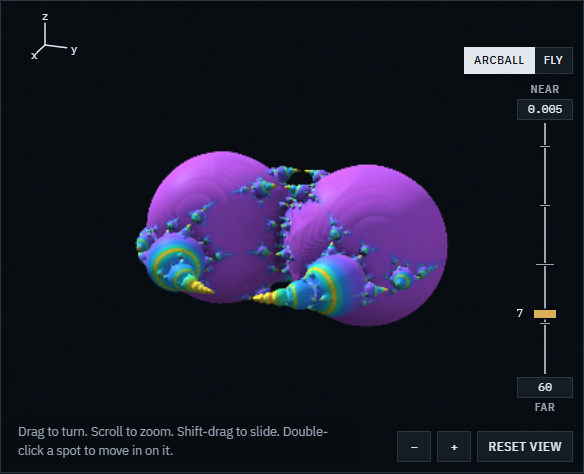 z
x
y
ARCBALL
FLY
NEAR
0.005
7
60
FAR
Drag to turn. Scroll to zoom. Shift-drag to slide. Double-
click a spot to move in on it.
−
+
RESET VIEW